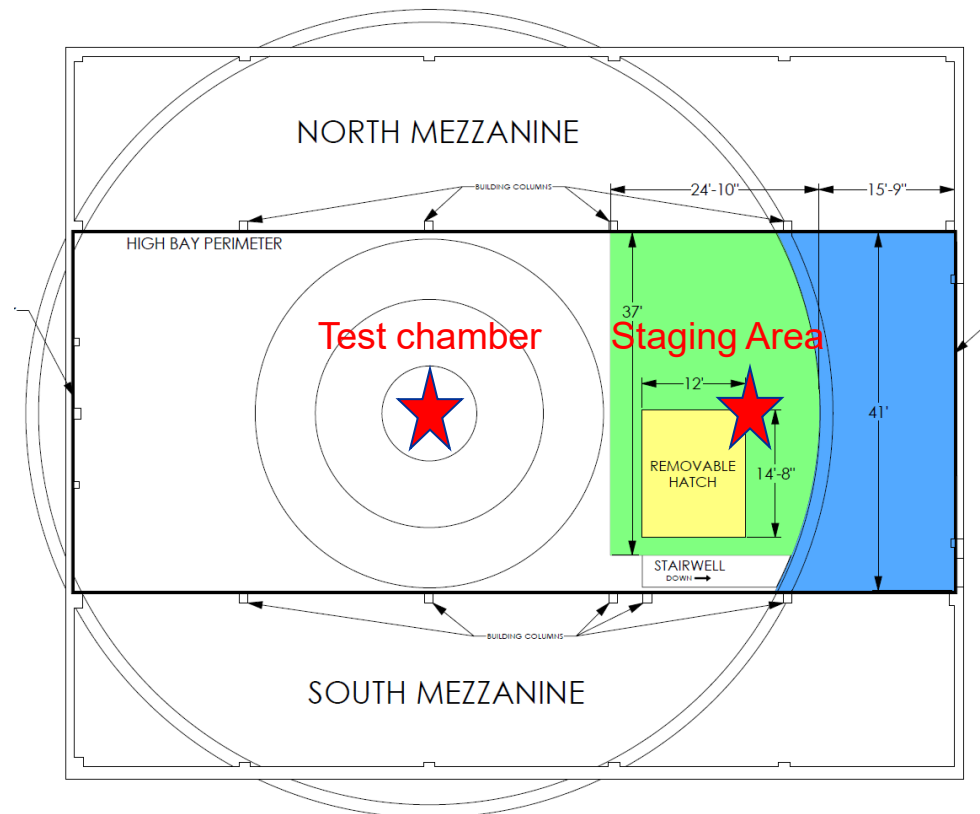 NORTH MEZZANINE
24'-10"
15'-9"
BUILDING COLUMNS
HIGH BAY PERIMETER
37'
Test chamber
Staging Area
12'
41'
REMOVABLE
HATCH
14'-8"
STAIRWELL
DOWN
BUILDING COLUMNS
SOUTH MEZZANINE